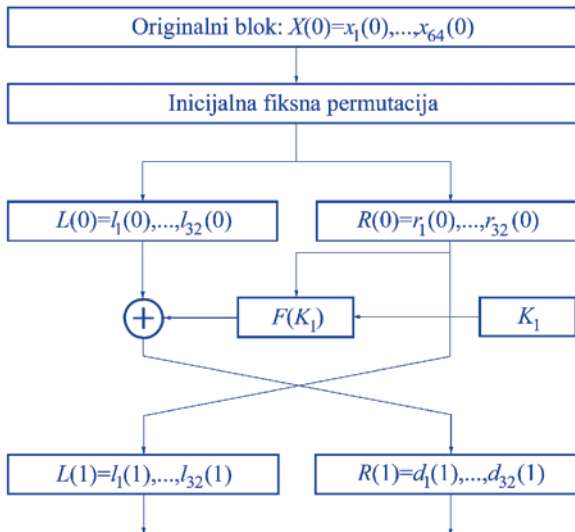 Originalni blok: X(0)=x₁(0),...,x₆₄(0)
Inicijalna fiksna permutacija
L(0)=l₁(0),...,l₃₂(0)
R(0)=r₁(0),...,r₃₂(0)
+
F(K₁)
K₁
L(1)=l₁(1),...,l₃₂(1)
R(1)=d₁(1),...,d₃₂(1)